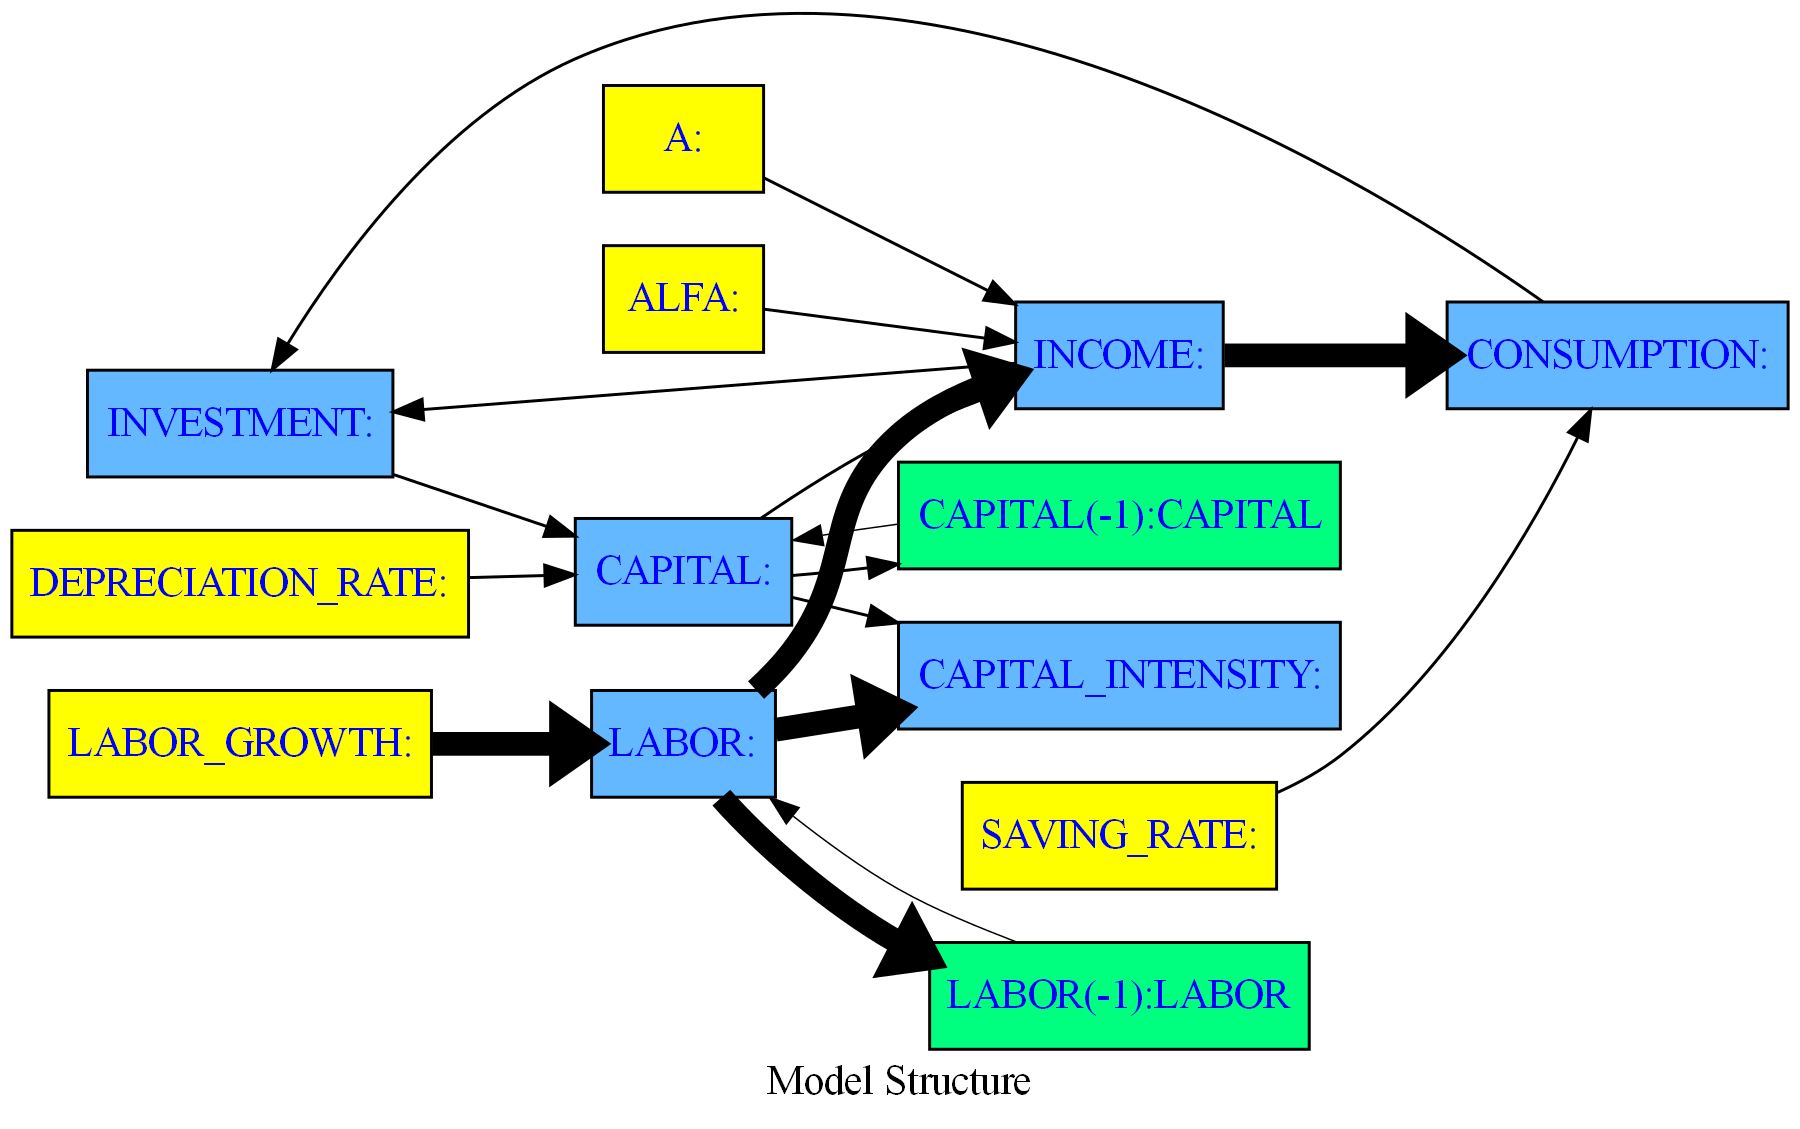 A:
ALFA:
INCOME:
CONSUMPTION:
INVESTMENT:
CAPITAL(-1):CAPITAL
CAPITAL:
DEPRECIATION_RATE:
CAPITAL_INTENSITY:
LABOR_GROWTH:
LABOR:
SAVING_RATE:
LABOR(-1):LABOR
Model Structure